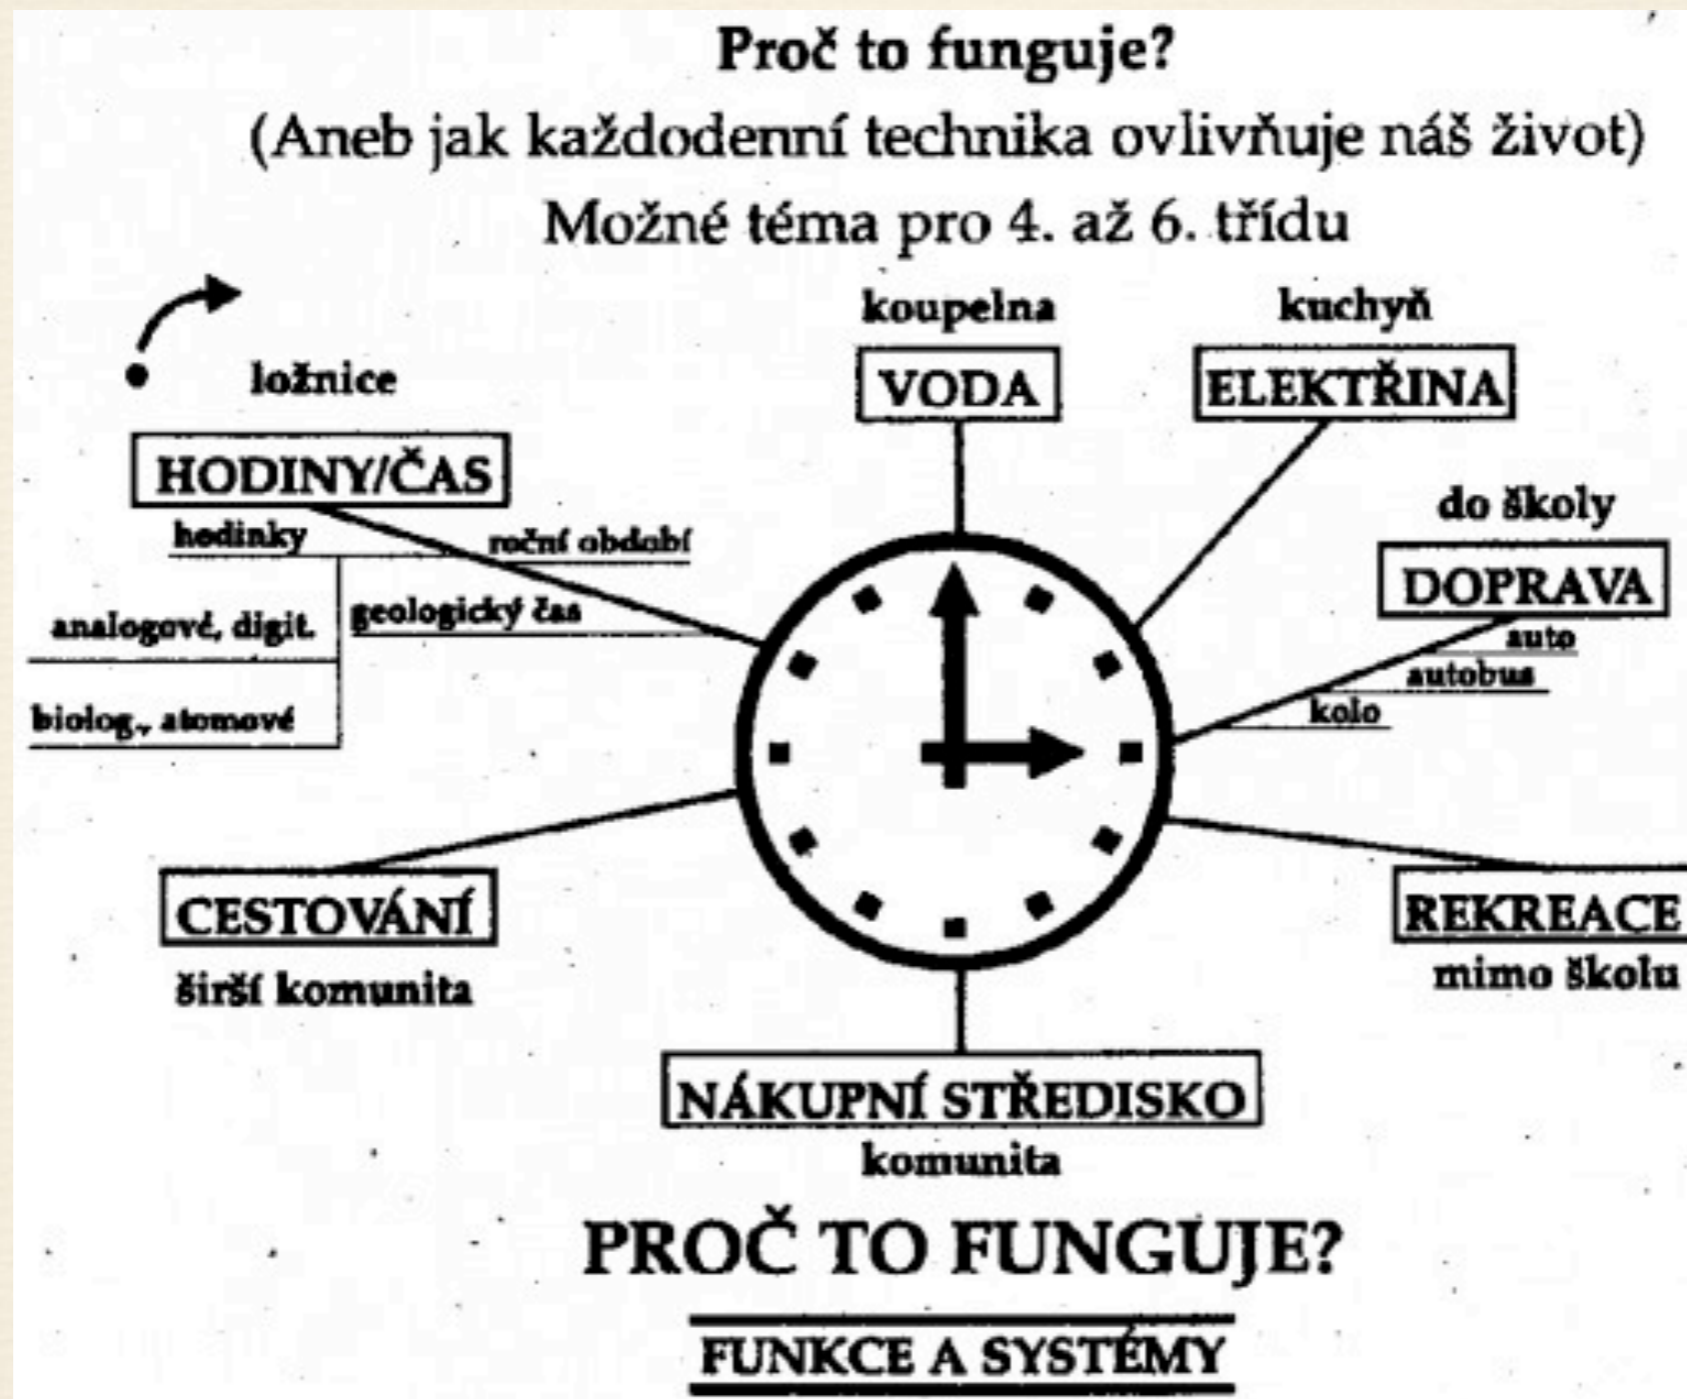 Proč to funguje?
(Aneb jak každodenní technika ovlivňuje náš život)
Možné téma pro 4. až 6. třídu
ložnice
HODINY/ČAS
hodinky
roční období
geologický čas
analogové, digit.
biolog., atomové
koupelna
VODA
kuchyň
ELEKTŘINA
do školy
DOPRAVA
auto
autobus
kolo
REKREACE
mimo školu
NÁKUPNÍ STŘEDISKO
komunita
CESTOVÁNÍ
širší komunita
PROČ TO FUNGUJE?
FUNKCE A SYSTÉMY